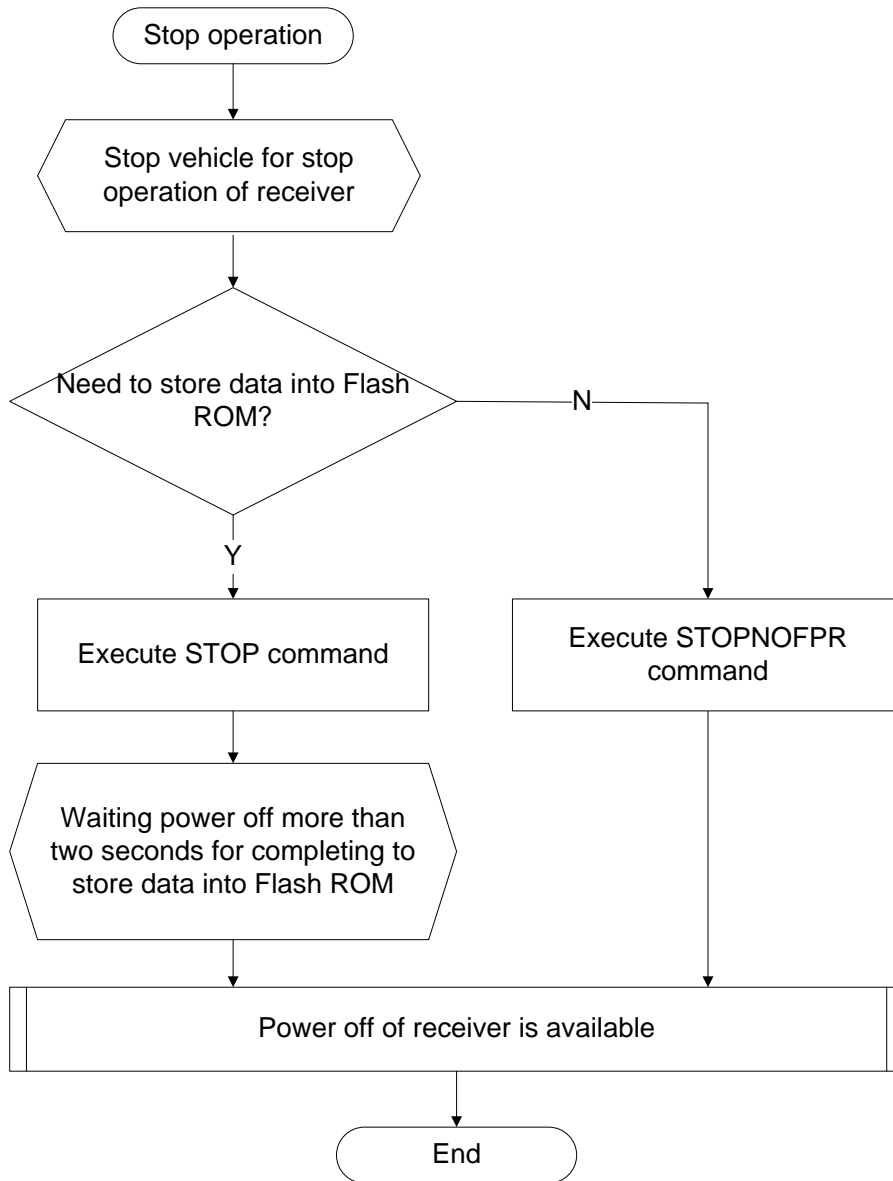 Stop operation
Stop vehicle for stop
operation of receiver
Need to store data into Flash
ROM?
N
Y
Execute STOP command
Execute STOPNOFPR
command
Waiting power off more than
two seconds for completing to
store data into Flash ROM
Power off of receiver is available
End